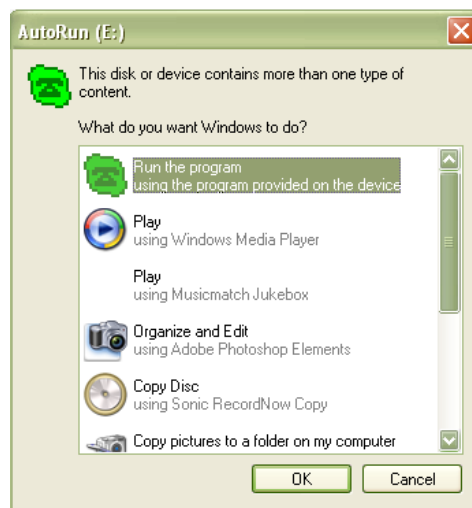 AutoRun (E:)
This disk or device contains more than one type of
content.
What do you want Windows to do?
Run the program
using the program provided on the device
Play
using Windows Media Player
Play
using Musicmatch Jukebox
Organize and Edit
using Adobe Photoshop Elements
Copy Disc
using Sonic RecordNow Copy
Copy pictures to a folder on my computer
OK
Cancel